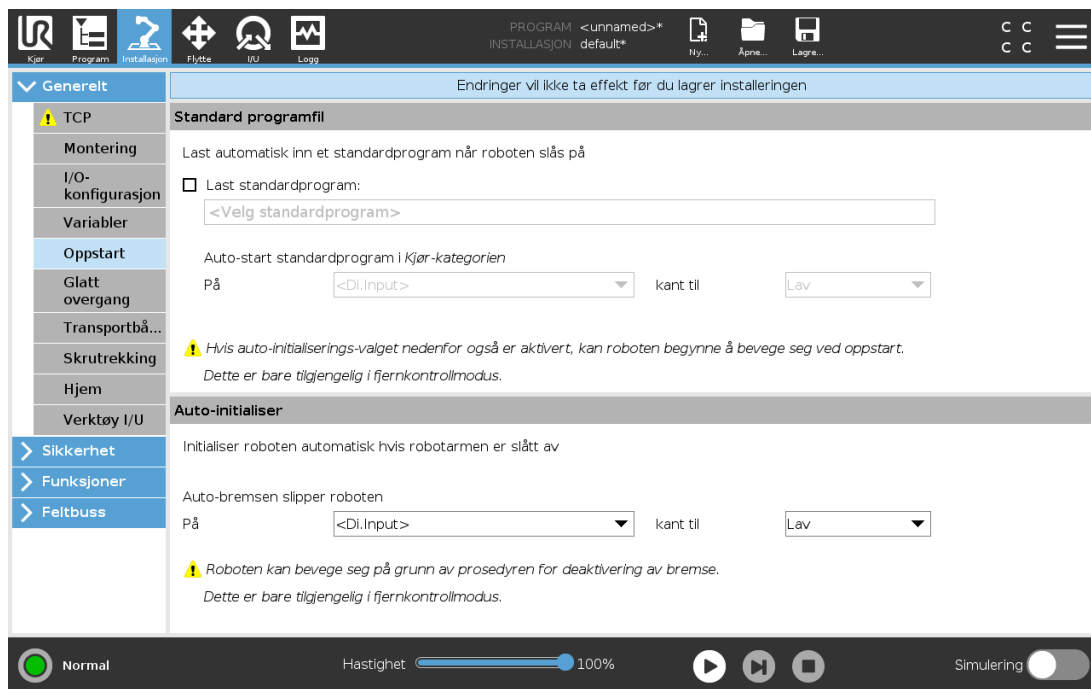 PROGRAM <unnamed>*
INSTALLASJON default*
Kjør Program Installasjon Flytte I/U Logg Ny... Åpne... Lagre...
C C
C C
Generelt
TCP
Montering
I/O-
konfigurasjon
Variabler
Oppstart
Glatt
overgang
Transportbå...
Skrutrekking
Hjem
Verktøy I/U
Sikkerhet
Funksjoner
Feltbuss
Endringer vil ikke ta effekt før du lagrer installeringen
Standard programfil
Last automatisk inn et standardprogram når roboten slås på
Last standardprogram:
<Velg standardprogram>
Auto-start standardprogram i Kjør-kategorien
På <Di.Input> kant til Lav
Hvis auto-initialiserings-valget nedenfor også er aktivert, kan roboten begynne å bevege seg ved oppstart.
Dette er bare tilgjengelig i fjernkontrollmodus.
Auto-initialiser
Initialiser roboten automatisk hvis robotarmen er slått av
Auto-bremsen slipper roboten
På <Di.Input> kant til Lav
Roboten kan bevege seg på grunn av prosedyren for deaktivering av bremse.
Dette er bare tilgjengelig i fjernkontrollmodus.
Normal Hastighet 100% Simulering